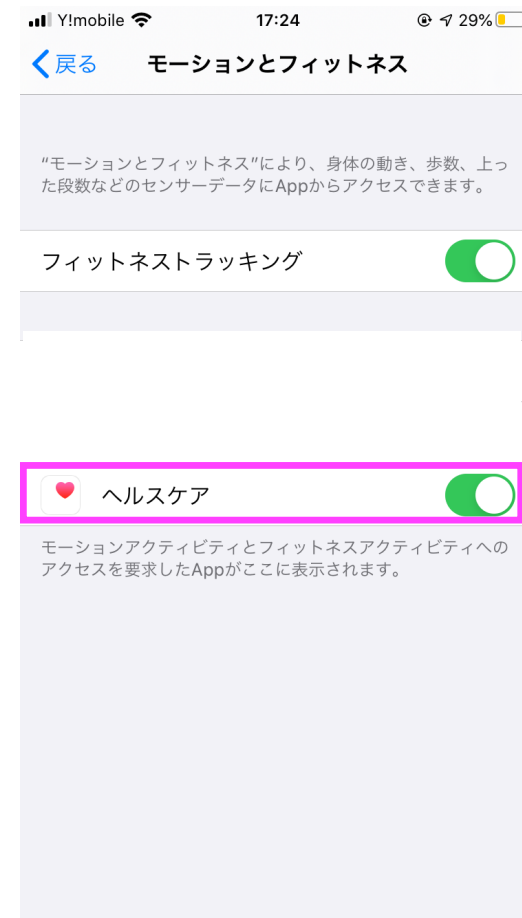 Y!mobile 17:24 29%
戻る モーションとフィットネス
“モーションとフィットネス”により、身体の動き、歩数、上っ
た段数などのセンサーデータにAppからアクセスできます。
フィットネストラッキング
ヘルスケア
モーションアクティビティとフィットネスアクティビティへの
アクセスを要求したAppがここに表示されます。